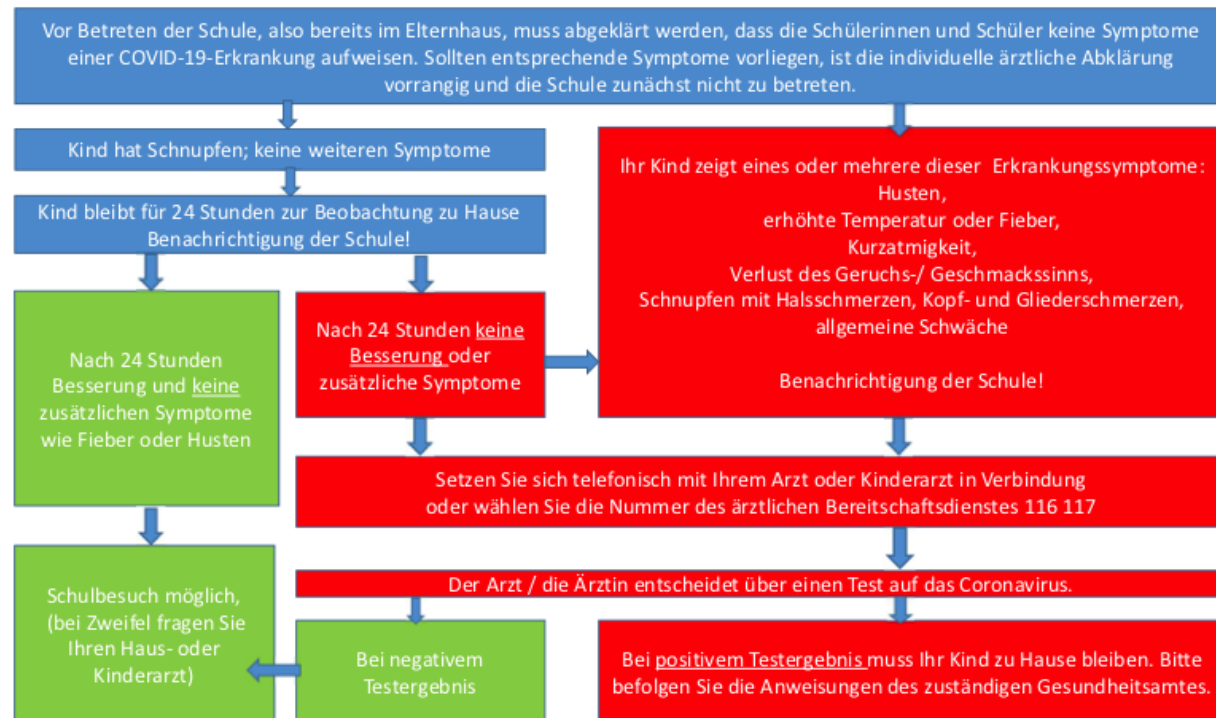 Vor Betreten der Schule, also bereits im Elternhaus, muss abgeklärt werden, dass die Schülerinnen und Schüler keine Symptome
einer COVID-19-Erkrankung aufweisen. Sollten entsprechende Symptome vorliegen, ist die individuelle ärztliche Abklärung
vorrangig und die Schule zunächst nicht zu betreten.
Kind hat Schnupfen; keine weiteren Symptome
Kind bleibt für 24 Stunden zur Beobachtung zu Hause
Benachrichtigung der Schule!
Nach 24 Stunden
Besserung und keine
zusätzlichen Symptome
wie Fieber oder Husten
Nach 24 Stunden keine
Besserung oder
zusätzliche Symptome
Ihr Kind zeigt eines oder mehrere dieser Erkrankungssymptome:
Husten,
erhöhte Temperatur oder Fieber,
Kurzatmigkeit,
Verlust des Geruchs-/ Geschmackssinns,
Schnupfen mit Halsschmerzen, Kopf- und Gliederschmerzen,
allgemeine Schwäche
Benachrichtigung der Schule!
Setzen Sie sich telefonisch mit Ihrem Arzt oder Kinderarzt in Verbindung
oder wählen Sie die Nummer des ärztlichen Bereitschaftsdienstes 116 117
Der Arzt / die Ärztin entscheidet über einen Test auf das Coronavirus.
Schulbesuch möglich,
(bei Zweifel fragen Sie
Ihren Haus- oder
Kinderarzt)
Bei negativem
Testergebnis
Bei positivem Testergebnis muss Ihr Kind zu Hause bleiben. Bitte
befolgen Sie die Anweisungen des zuständigen Gesundheitsamtes.